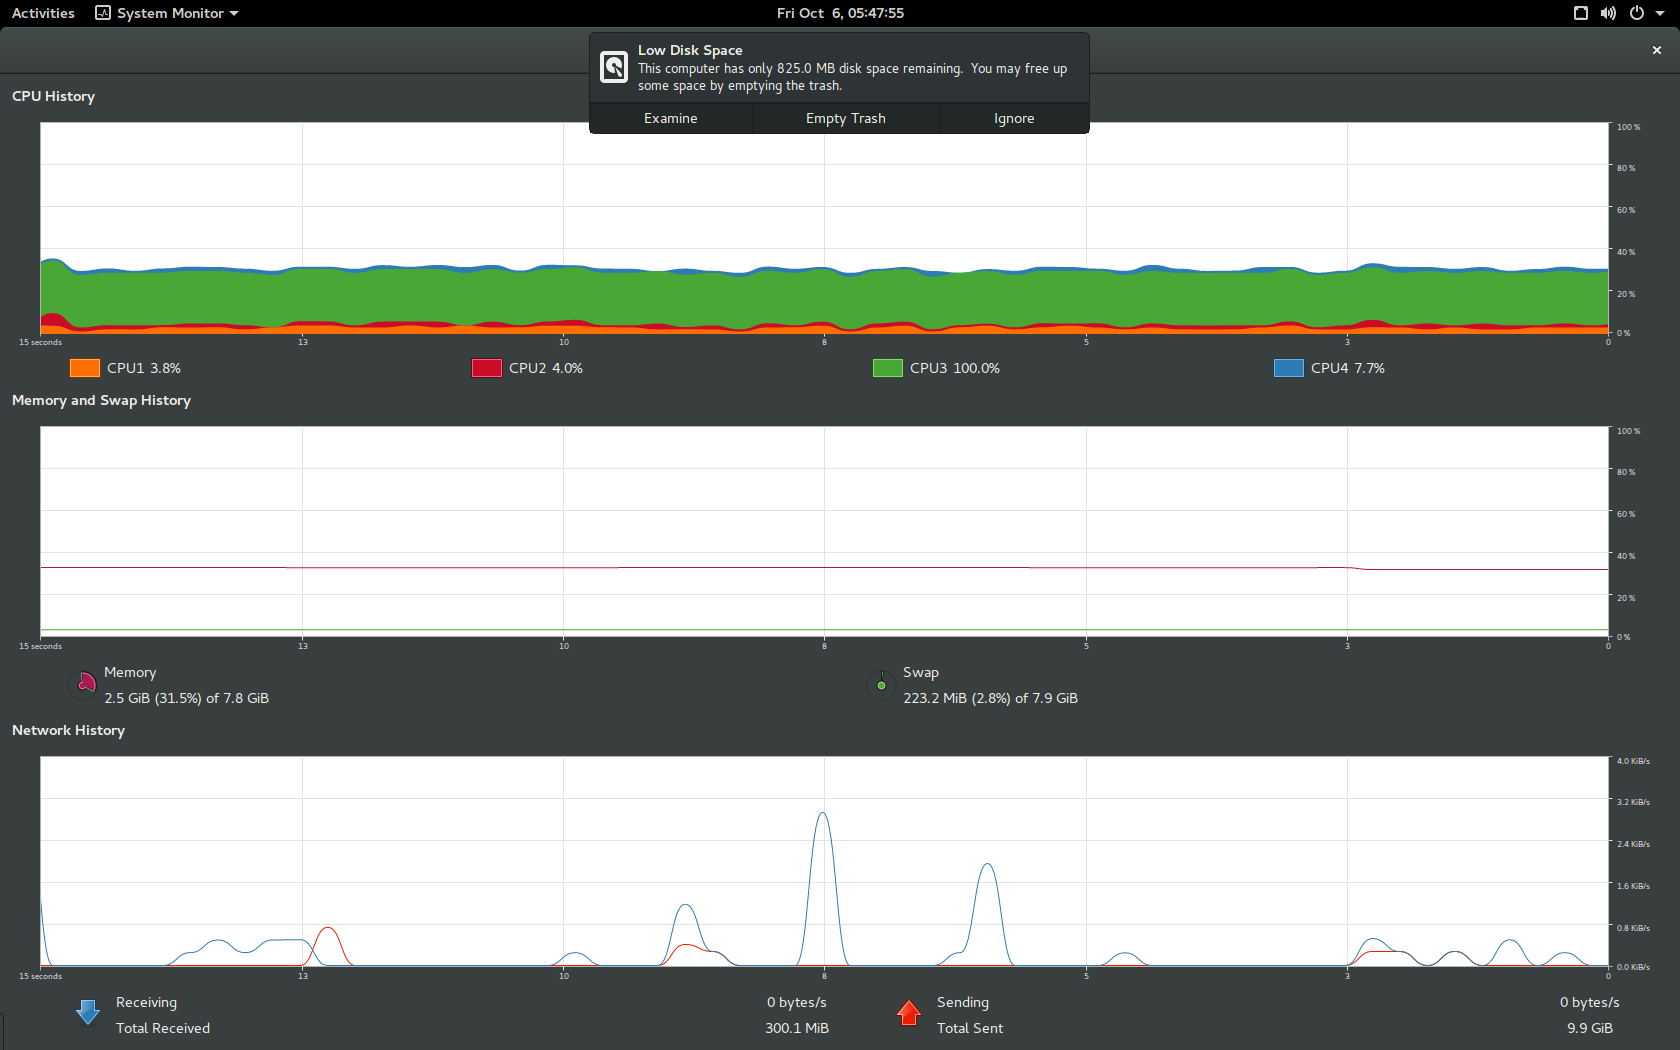 Activities
System Monitor
Fri Oct 6, 05:47:55
Low Disk Space
This computer has only 825.0 MB disk space remaining. You may free up
some space by emptying the trash.
Examine
Empty Trash
Ignore
CPU History
100 %
80 %
60 %
40 %
20 %
0 %
15 seconds
13
10
8
5
3
0
CPU1 3.8%
CPU2 4.0%
CPU3 100.0%
CPU4 7.7%
Memory and Swap History
100 %
80 %
60 %
40 %
20 %
0 %
15 seconds
13
10
8
5
3
0
Memory
2.5 GiB (31.5%) of 7.8 GiB
Swap
223.2 MiB (2.8%) of 7.9 GiB
Network History
4.0 KiB/s
3.2 KiB/s
2.4 KiB/s
1.6 KiB/s
0.8 KiB/s
0.0 KiB/s
15 seconds
13
10
8
5
3
0
Receiving
0 bytes/s
Total Received
300.1 MiB
Sending
0 bytes/s
Total Sent
9.9 GiB